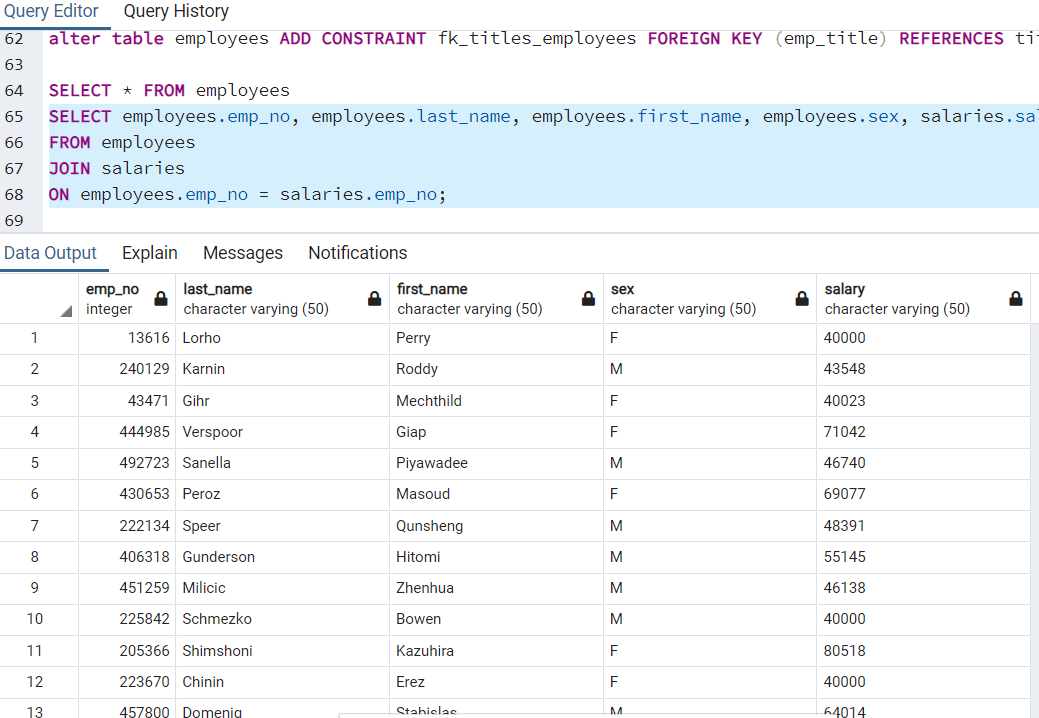 Query Editor Query History
62 alter table employees ADD CONSTRAINT fk_titles_employees FOREIGN KEY (emp_title) REFERENCES
63
64 SELECT * FROM employees
65 SELECT employees.emp_no, employees.last_name, employees.first_name, employees.sex, salaries.sal
66 FROM employees
67 JOIN salaries
68 ON employees.emp_no = salaries.emp_no;
69
Data Output Explain Messages Notifications
emp_no last_name first_name sex salary
integer character varying (50) character varying (50) character varying (50) character varying (50)
1 13616 Lorho Perry F 40000
2 240129 Karnin Roddy M 43548
3 43471 Gihr Mechthild F 40023
4 444985 Verspoor Giap F 71042
5 492723 Sanella Piyawadee M 46740
6 430653 Peroz Masoud F 69077
7 222134 Speer Qunsheng M 48391
8 406318 Gunderson Hitomi M 55145
9 451259 Milicic Zhenhua M 46138
10 225842 Schmezko Bowen M 40000
11 205366 Shimshoni Kazuhira F 80518
12 223670 Chinin Erez F 40000
13 457800 Domenig Stabislas M 64014